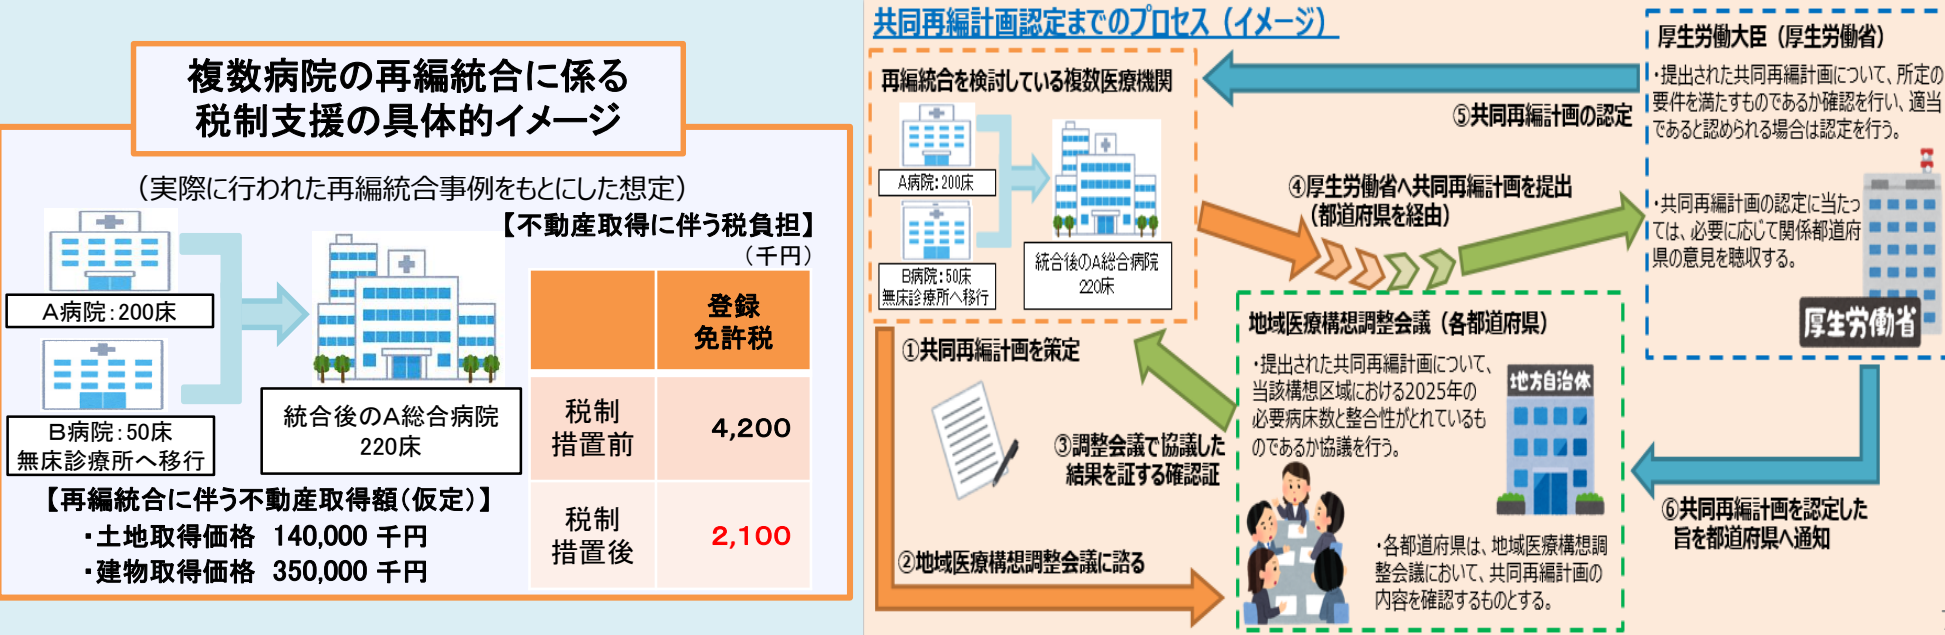 複数病院の再編統合に係る
税制支援の具体的イメージ
（実際に行われた再編統合事例をもとにした想定）
A病院：200床
B病院：50床
無床診療所へ移行
統合後のA総合病院
220床
【不動産取得に伴う税負担】
（千円）
登録
免許税
税制
措置前
4,200
税制
措置後
2,100
【再編統合に伴う不動産取得額（仮定）】
・土地取得価格 140,000 千円
・建物取得価格 350,000 千円
共同再編計画認定までのプロセス（イメージ）
再編統合を検討している複数医療機関
A病院：200床
B病院：50床
無床診療所へ移行
統合後のA総合病院
220床
⑤共同再編計画の認定
④厚生労働省へ共同再編計画を提出
（都道府県を経由）
厚生労働大臣（厚生労働省）
・提出された共同再編計画について、所定の
要件を満たすものであるか確認を行い、適当
であると認められる場合は認定を行う。
・共同再編計画の認定に当たっ
ては、必要に応じて関係都道府
県の意見を聴収する。
厚生労働省
①共同再編計画を策定
③調整会議で協議した
結果を証する確認証
②地域医療構想調整会議に諮る
地域医療構想調整会議（各都道府県）
・提出された共同再編計画について、
当該構想区域における2025年の
必要病床数と整合性がとれているも
のであるか協議を行う。
地方自治体
・各都道府県は、地域医療構想調
整会議において、共同再編計画の
内容を確認するものとする。
⑥共同再編計画を認定した
旨を都道府県へ通知